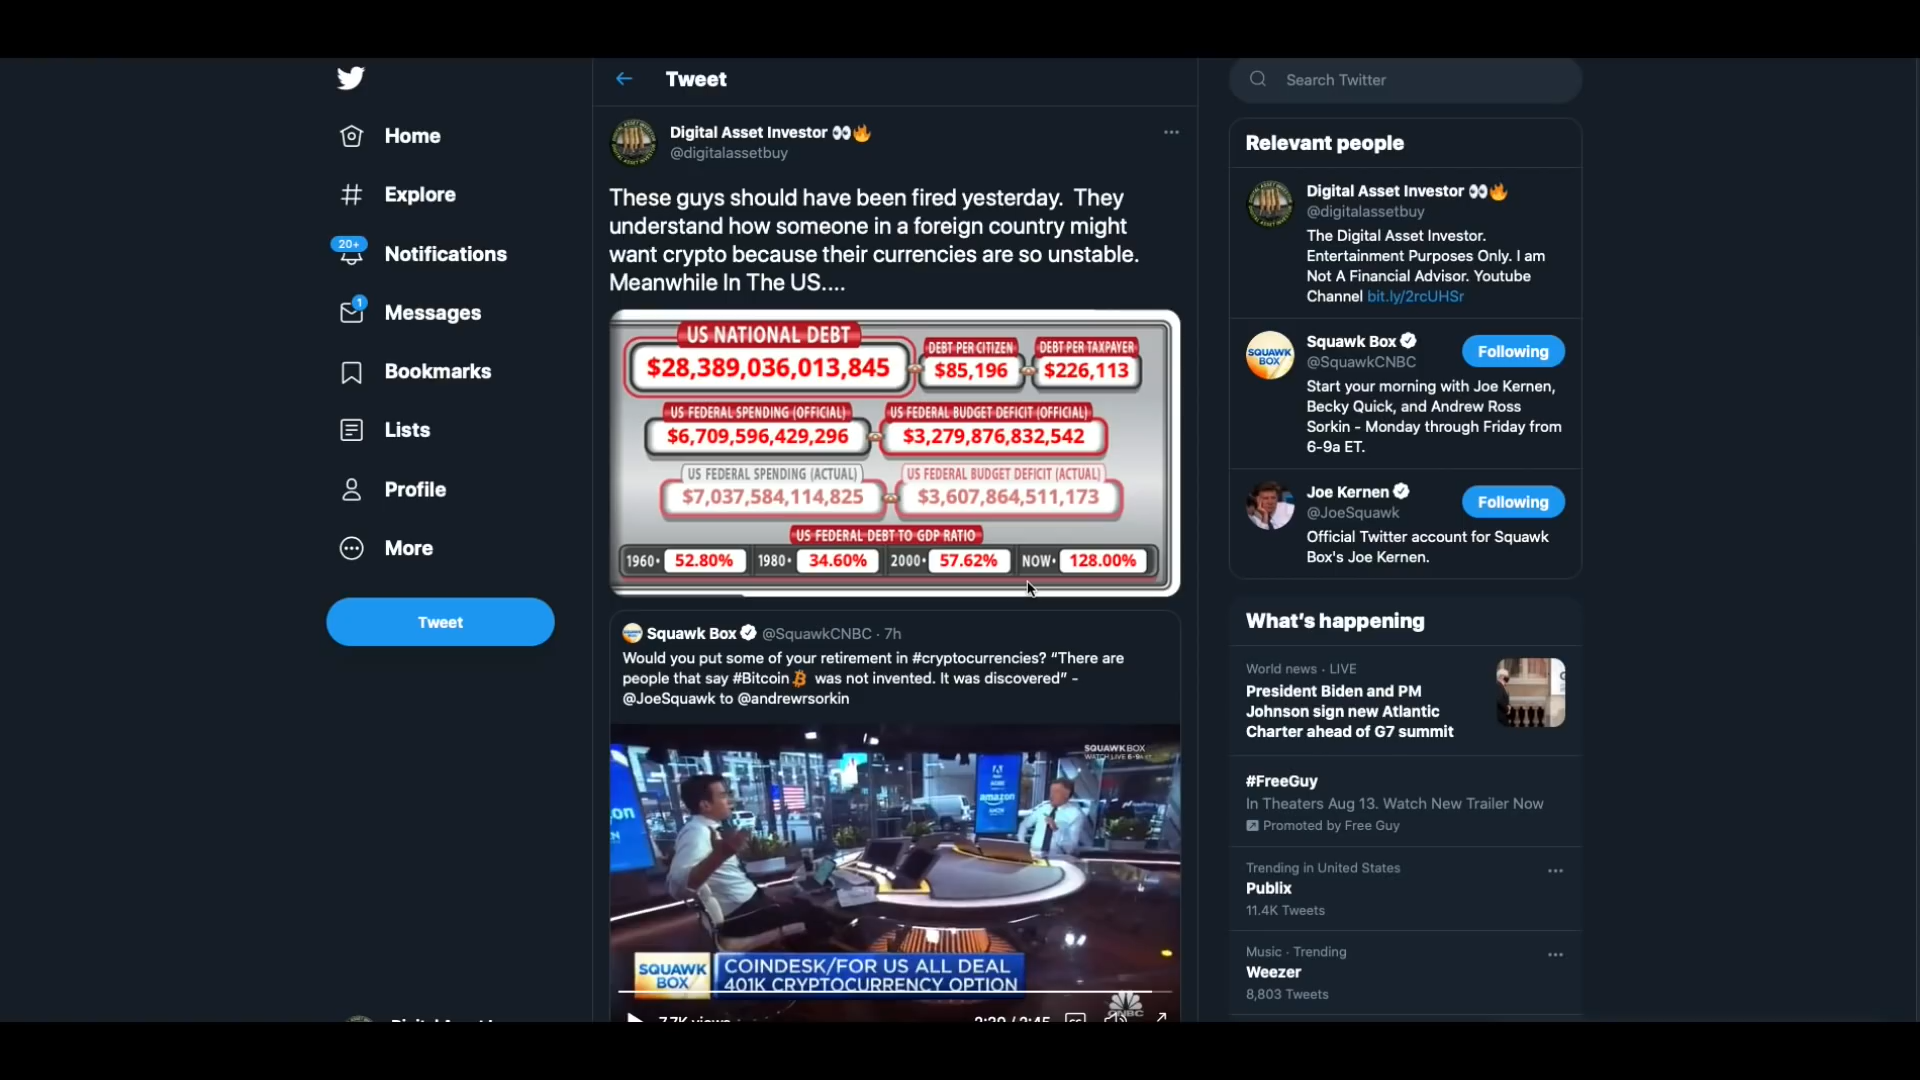 Home
Explore
20+
Notifications
1
Messages
Bookmarks
Lists
Profile
More
Tweet
Tweet
Digital Asset Investor 👀🔥
@digitalassetbuy
These guys should have been fired yesterday.  They
understand how someone in a foreign country might
want crypto because their currencies are so unstable.
Meanwhile In The US....
US NATIONAL DEBT
$28,389,036,013,845
DEBT PER CITIZEN
$85,196
DEBT PER TAXPAYER
$226,113
US FEDERAL SPENDING (OFFICIAL)
$6,709,596,429,296
US FEDERAL BUDGET DEFICIT (OFFICIAL)
$3,279,876,832,542
US FEDERAL SPENDING (ACTUAL)
$7,037,584,114,825
US FEDERAL BUDGET DEFICIT (ACTUAL)
$3,607,864,511,173
US FEDERAL DEBT TO GDP RATIO
1960• 52.80% 1980• 34.60% 2000• 57.62% NOW• 128.00%
Squawk Box @SquawkCNBC · 7h
Would you put some of your retirement in #cryptocurrencies? “There are
people that say #Bitcoin was not invented. It was discovered” -
@JoeSquawk to @andrewrsorkin
SQUAWK BOX
amazon
SQUAWK
BOX
COINDESK/FOR US ALL DEAL
401K CRYPTOCURRENCY OPTION
CNBC
7.7K views
2:39 / 2:45
Search Twitter
Relevant people
Digital Asset Investor 👀🔥
@digitalassetbuy
The Digital Asset Investor.
Entertainment Purposes Only. I am
Not A Financial Advisor. Youtube
Channel bit.ly/2rcUHSr
SQUAWK
BOX
Squawk Box
@SquawkCNBC
Following
Start your morning with Joe Kernen,
Becky Quick, and Andrew Ross
Sorkin - Monday through Friday from
6-9a ET.
Joe Kernen
@JoeSquawk
Following
Official Twitter account for Squawk
Box's Joe Kernen.
What's happening
World news · LIVE
President Biden and PM
Johnson sign new Atlantic
Charter ahead of G7 summit
#FreeGuy
In Theaters Aug 13. Watch New Trailer Now
Promoted by Free Guy
Trending in United States
Publix
11.4K Tweets
Music · Trending
Weezer
8,803 Tweets